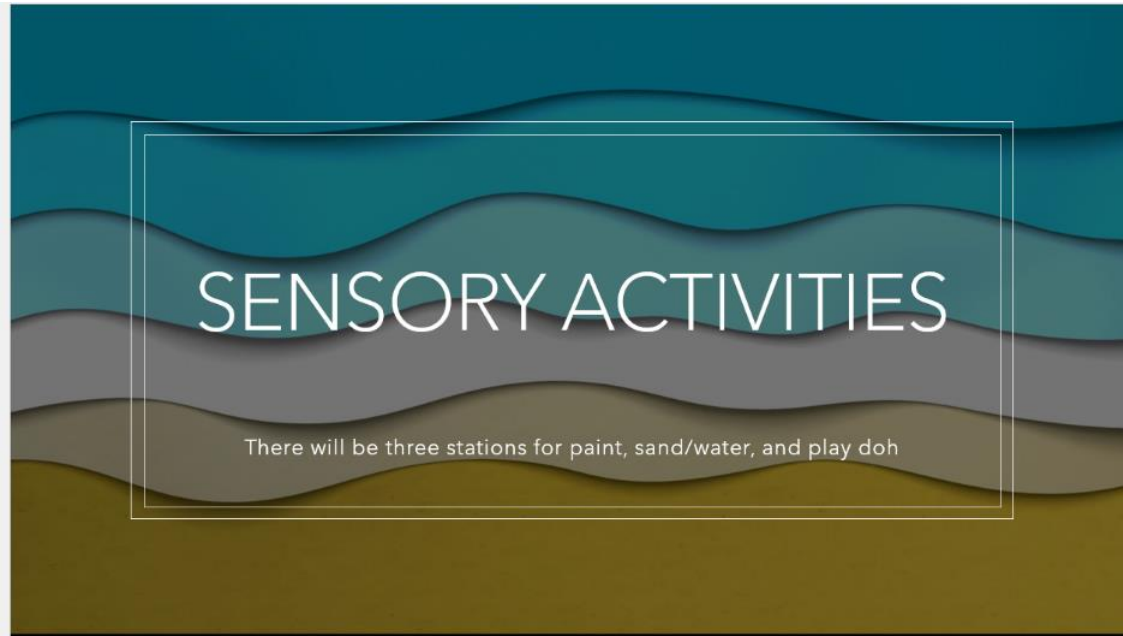 SENSORY ACTIVITIES
There will be three stations for paint, sand/water, and play doh